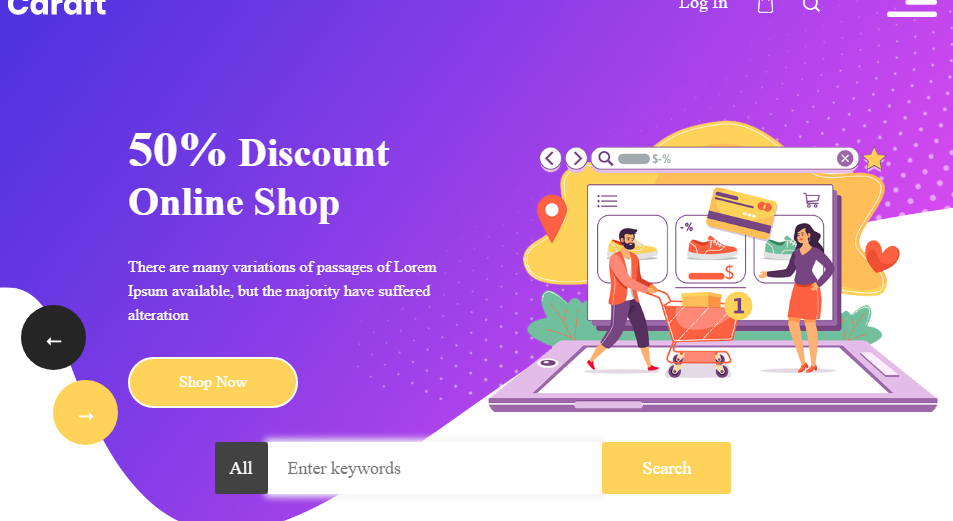 Caraft
Log In
50% Discount
Online Shop
There are many variations of passages of Lorem
Ipsum available, but the majority have suffered
alteration
Shop Now
$-%
-%
$
1
All
Enter keywords
Search